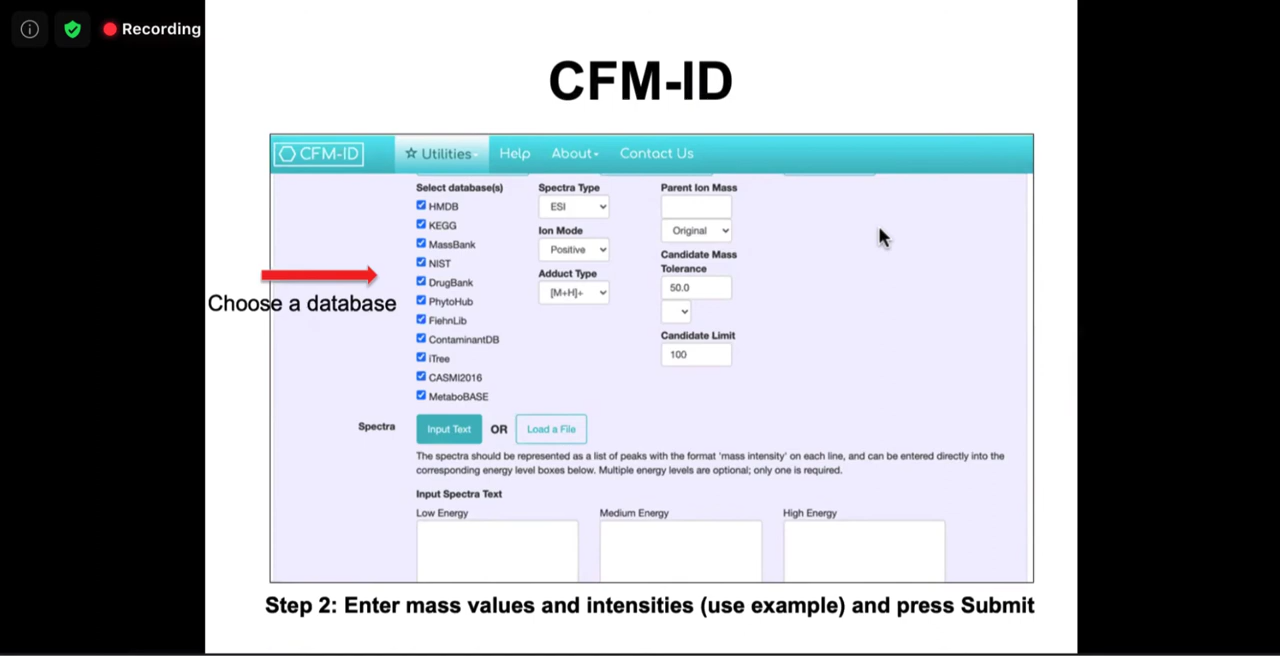 Recording
CFM-ID
CFM-ID
Utilities
Help
About
Contact Us
Select database(s)
HMDB
KEGG
MassBank
NIST
DrugBank
PhytoHub
FiehnLib
ContaminantDB
iTree
CASMI2016
MetaboBASE
Spectra Type
ESI
Ion Mode
Positive
Adduct Type
[M+H]+
Parent Ion Mass
Original
Candidate Mass
Tolerance
50.0
Candidate Limit
100
Choose a database
Spectra
Input Text OR Load a File
The spectra should be represented as a list of peaks with the format 'mass intensity' on each line, and can be entered directly into the
corresponding energy level boxes below. Multiple energy levels are optional; only one is required.
Input Spectra Text
Low Energy
Medium Energy
High Energy
Step 2: Enter mass values and intensities (use example) and press Submit